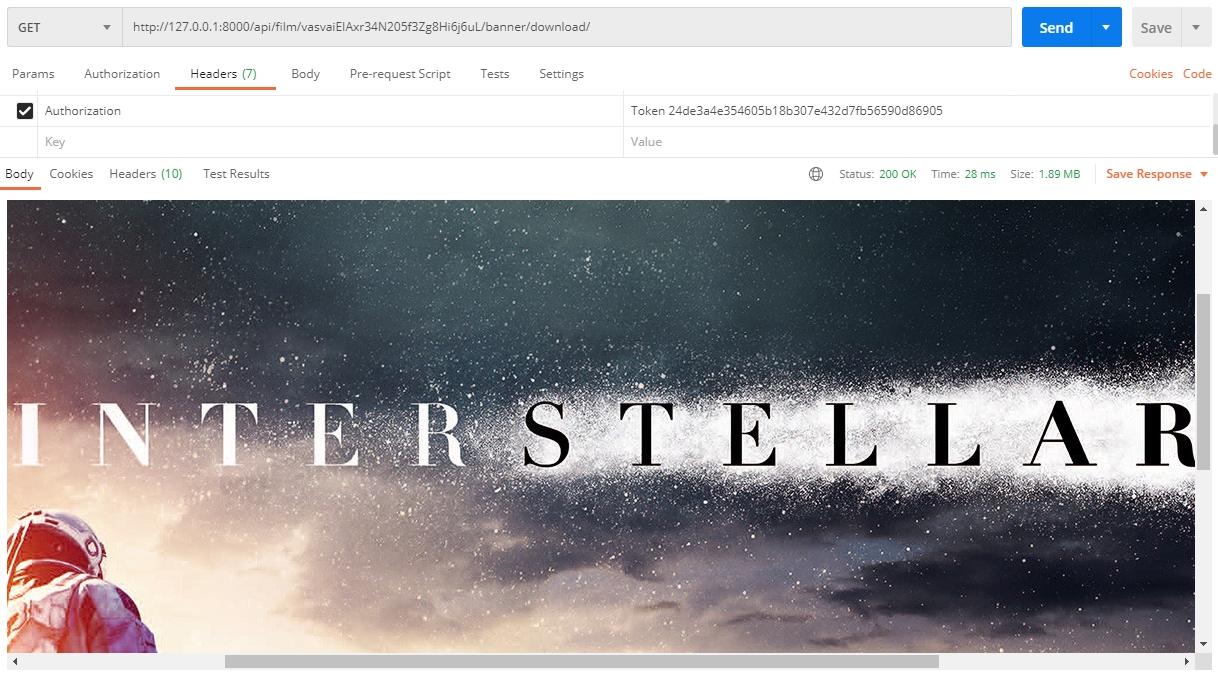 GET http://127.0.0.1:8000/api/film/vasvaiElAxr34N205f3Zg8Hi6j6uL/banner/download/ Send Save
Params Authorization Headers (7) Body Pre-request Script Tests Settings Cookies Code
Authorization Token 24de3a4e354605b18b307e432d7fb56590d86905
Key Value
Body Cookies Headers (10) Test Results Status: 200 OK Time: 28 ms Size: 1.89 MB Save Response
INTERSTELLAR